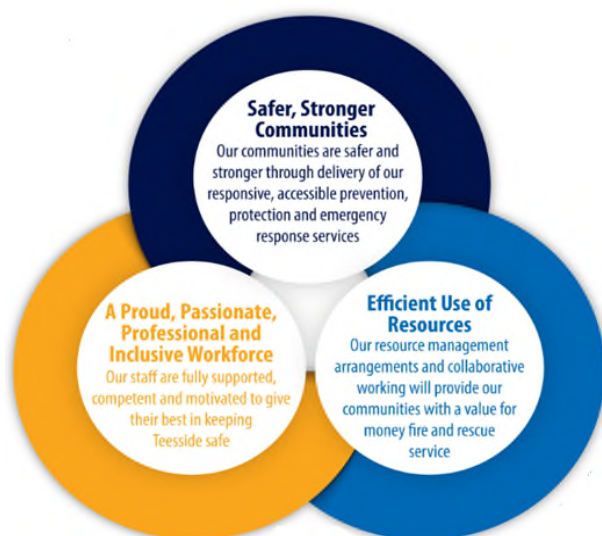 Safer, Stronger
Communities
Our communities are safer and
stronger through delivery of our
responsive, accessible prevention,
protection and emergency
response services
A Proud, Passionate,
Professional and
Inclusive Workforce
Our staff are fully supported,
competent and motivated to give
their best in keeping
Teesside safe
Efficient Use of
Resources
Our resource management
arrangements and collaborative
working will provide our
communities with a value for
money fire and rescue
service